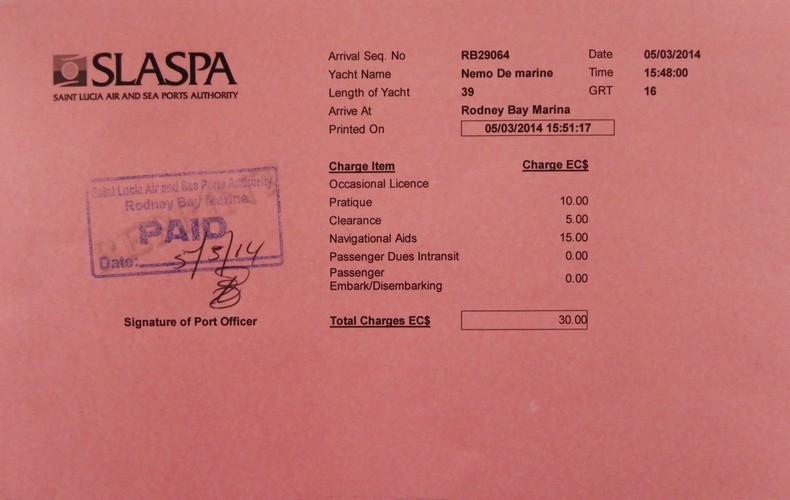 SLASPA
SAINT LUCIA AIR AND SEA PORTS AUTHORITY
Arrival Seq. No RB29064 Date 05/03/2014
Yacht Name Nemo De marine Time 15:48:00
Length of Yacht 39 GRT 16
Arrive At Rodney Bay Marina
Printed On 05/03/2014 15:51:17
Charge Item Charge EC$
Occasional Licence
Pratique 10.00
Clearance 5.00
Navigational Aids 15.00
Passenger Dues Intransit 0.00
Passenger
Embark/Disembarking 0.00
Total Charges EC$ 30.00
Saint Lucia Air and Sea Ports Authority
Rodney Bay Marina
PAID
Date: 5/3/14
Signature of Port Officer